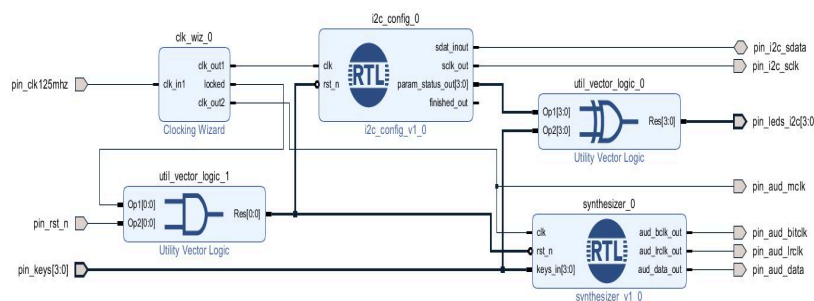 clk_wiz_0
clk_in1
clk_out1
locked
clk_out2
Clocking Wizard
i2c_config_0
clk
rst_n
RTL
sdat_inout
sclk_out
param_status_out[3:0]
finished_out
i2c_config_v1_0
util_vector_logic_0
Op1[3:0]
Op2[3:0]
Res[3:0]
Utility Vector Logic
util_vector_logic_1
Op1[0:0]
Op2[0:0]
Res[0:0]
Utility Vector Logic
synthesizer_0
clk
rst_n
keys_in[3:0]
RTL
aud_bclk_out
aud_lrclk_out
aud_data_out
synthesizer_v1_0
pin_clk125mhz
pin_rst_n
pin_keys[3:0]
pin_i2c_sdata
pin_i2c_sclk
pin_leds_i2c[3:0
pin_aud_mclk
pin_aud_bitclk
pin_aud_lrclk
pin_aud_data